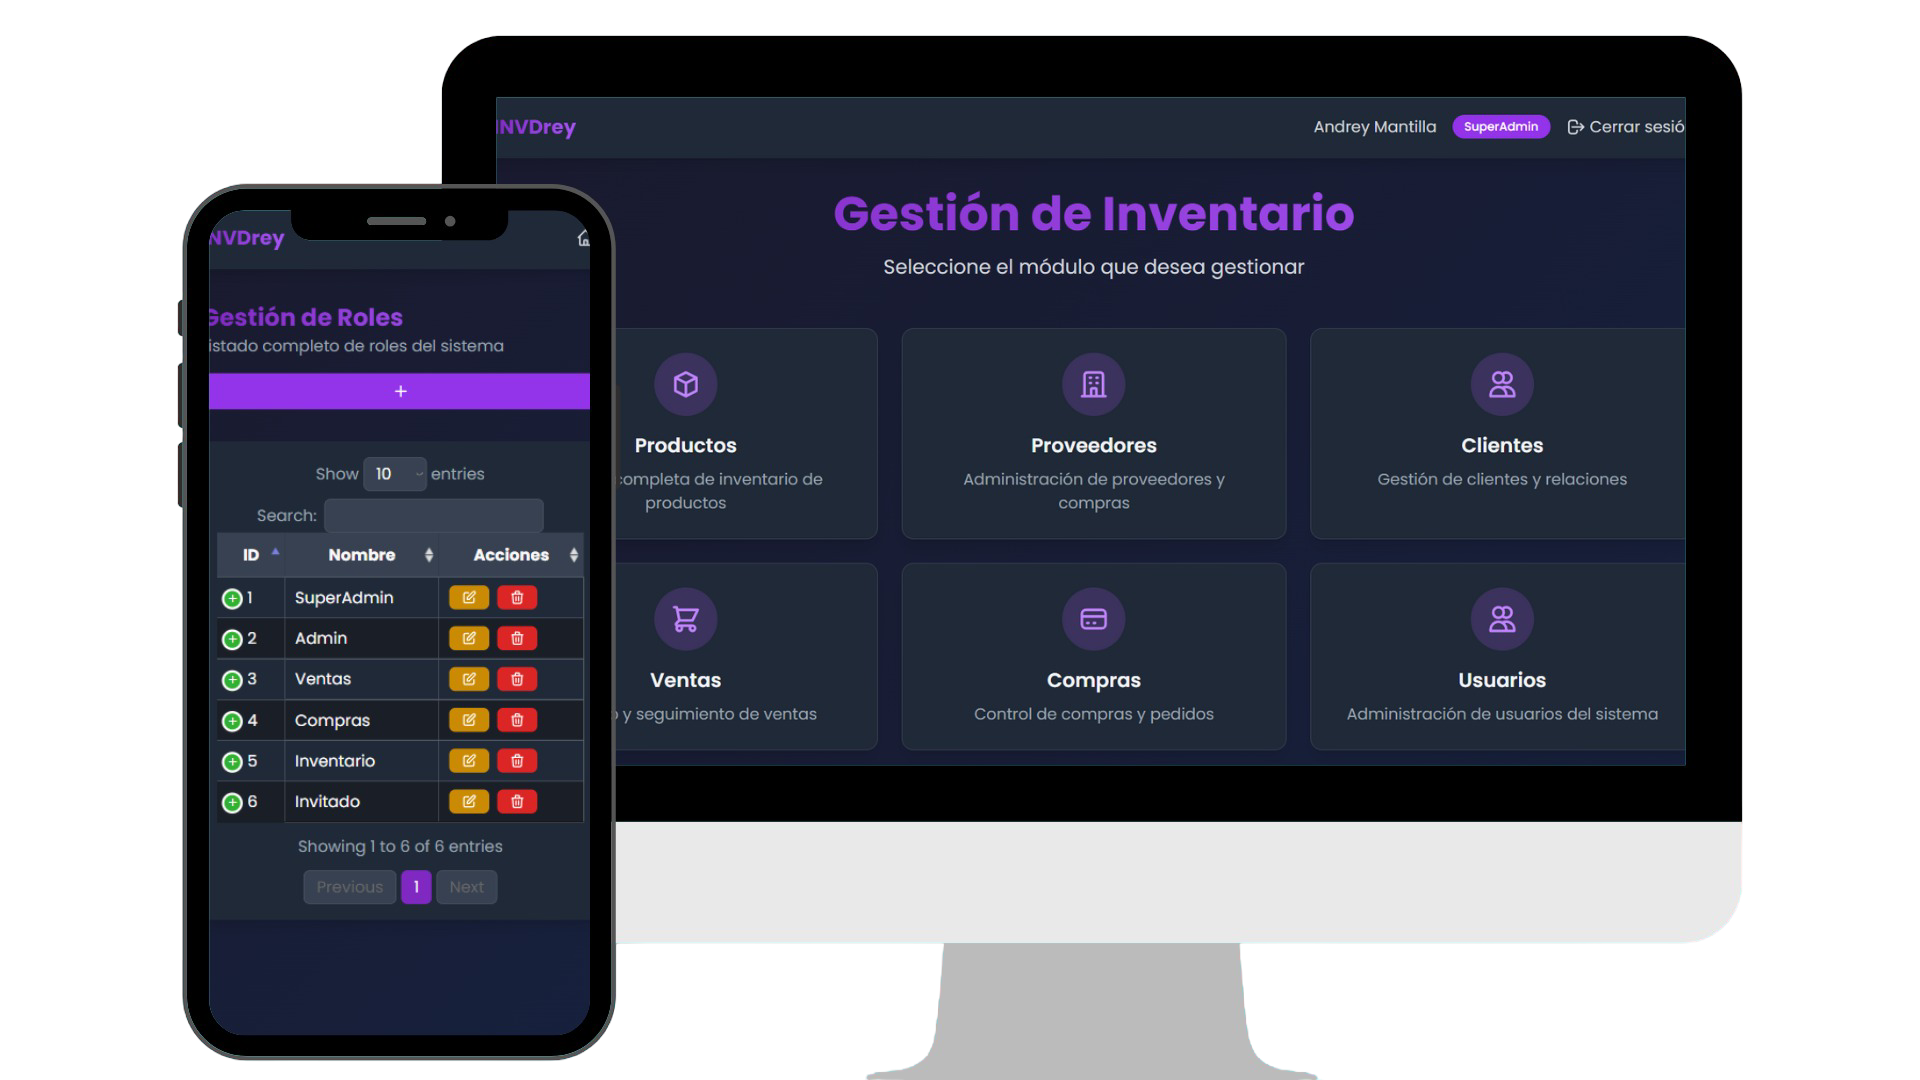 INVDrey
Andrey Mantilla
SuperAdmin
Cerrar sesió
Gestión de Inventario
Seleccione el módulo que desea gestionar
Productos
completa de inventario de
productos
Proveedores
Administración de proveedores y
compras
Clientes
Gestión de clientes y relaciones
Ventas
y seguimiento de ventas
Compras
Control de compras y pedidos
Usuarios
Administración de usuarios del sistema
NVDrey
Gestión de Roles
istado completo de roles del sistema
+
Show 10 entries
Search:
ID Nombre Acciones
1 SuperAdmin
2 Admin
3 Ventas
4 Compras
5 Inventario
6 Invitado
Showing 1 to 6 of 6 entries
Previous 1 Next